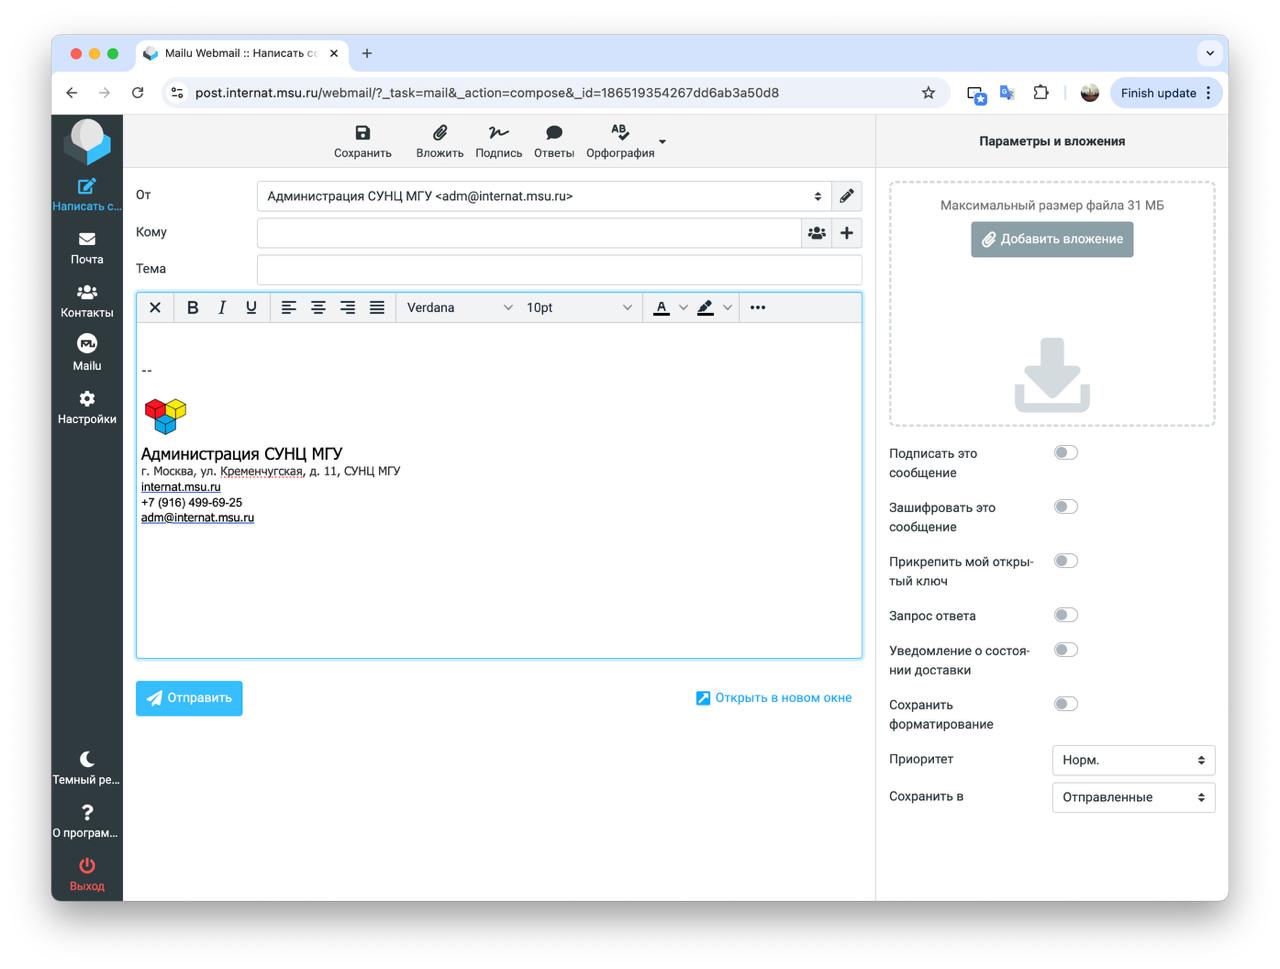 Mailu Webmail :: Написать со
post.internat.msu.ru/webmail/?_task=mail&_action=compose&_id=186519354267dd6ab3a50d8
Finish update
Написать с...
Почта
Контакты
Mailu
Настройки
Темный ре...
О програм...
Выход
Сохранить
Вложить
Подпись
Ответы
Орфография
От
Администрация СУНЦ МГУ <adm@internat.msu.ru>
Кому
Тема
B I U
Verdana
10pt
A
--
Администрация СУНЦ МГУ
г. Москва, ул. Кременчугская, д. 11, СУНЦ МГУ
internat.msu.ru
+7 (916) 499-69-25
adm@internat.msu.ru
Отправить
Открыть в новом окне
Параметры и вложения
Максимальный размер файла 31 МБ
Добавить вложение
Подписать это
сообщение
Зашифровать это
сообщение
Прикрепить мой откры-
тый ключ
Запрос ответа
Уведомление о состоя-
нии доставки
Сохранить
форматирование
Приоритет
Норм.
Сохранить в
Отправленные